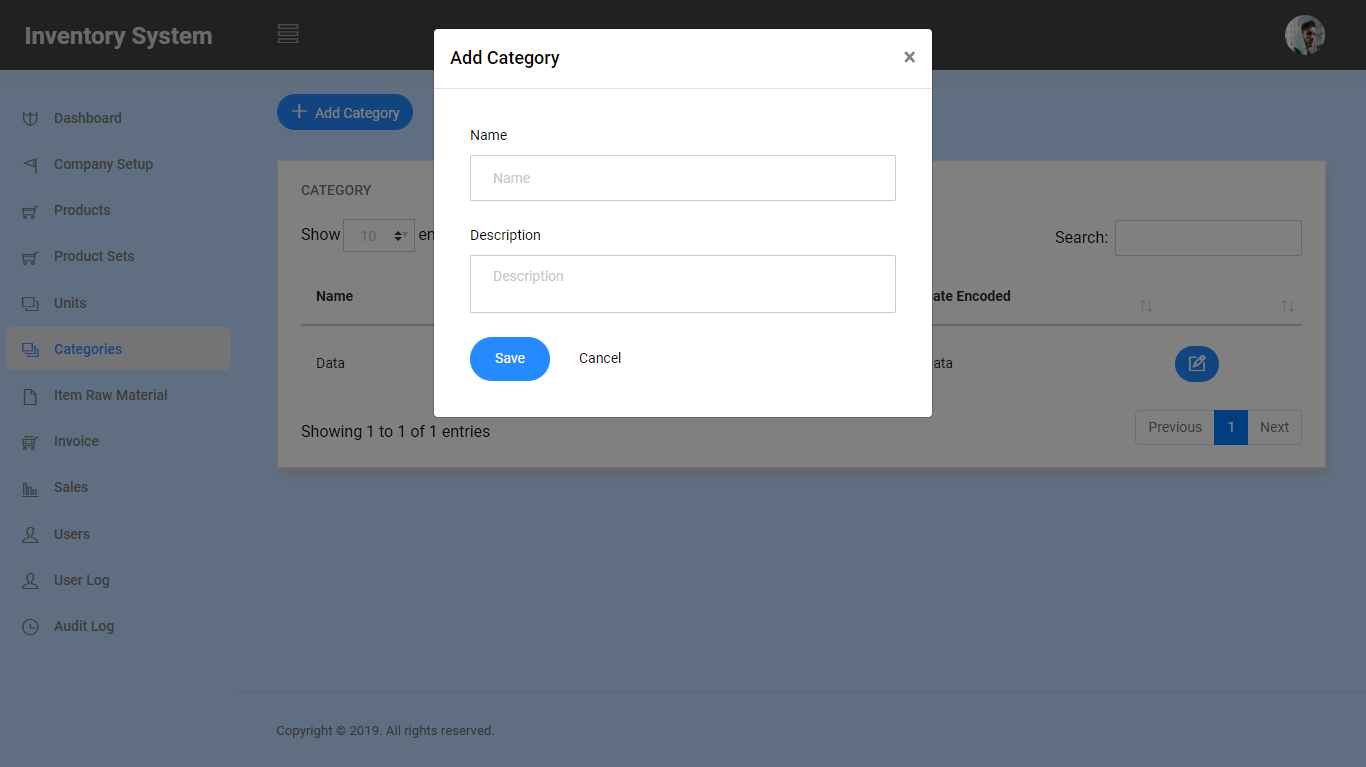 Inventory System
Add Category
×
Add Category
Dashboard
Company Setup
Products
Product Sets
Units
Categories
Item Raw Material
Invoice
Sales
Users
User Log
Audit Log
Name
Name
Description
Description
Save Cancel
CATEGORY
Show 10 en
Search:
Name ate Encoded
Data ata
Showing 1 to 1 of 1 entries
Previous 1 Next
Copyright © 2019. All rights reserved.